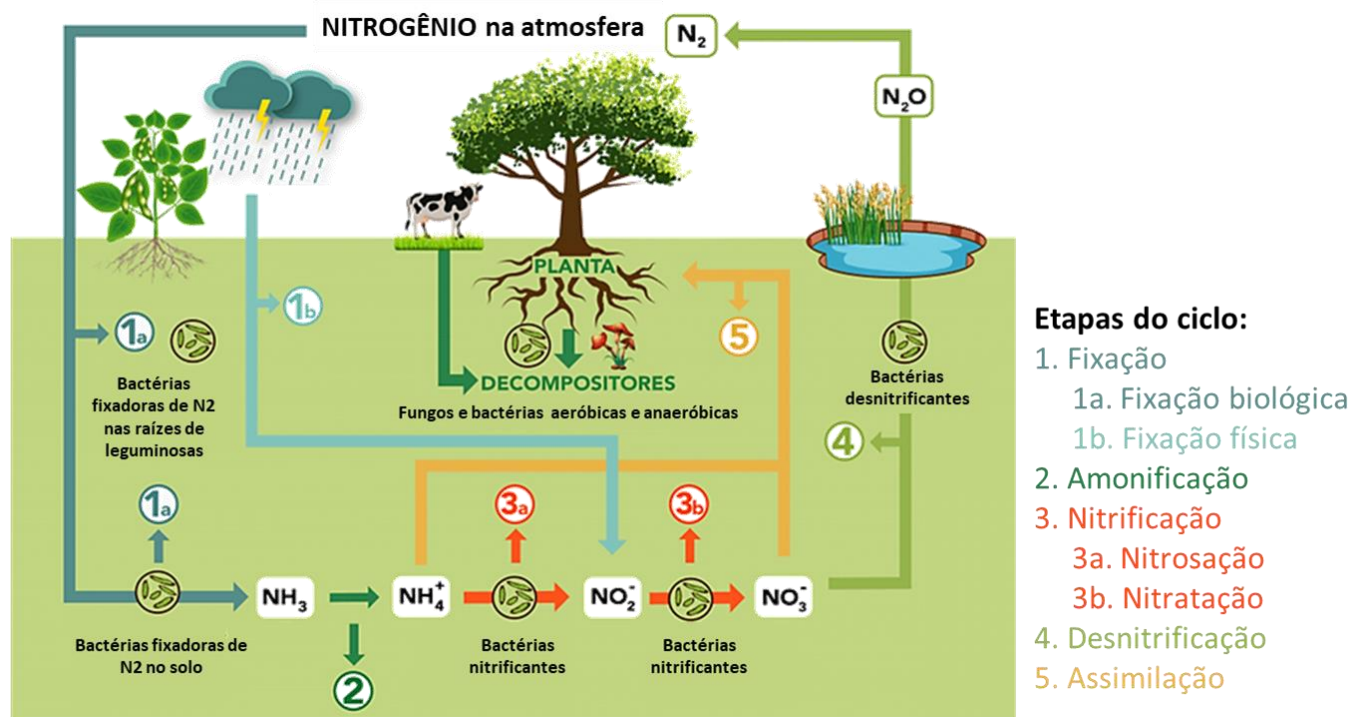 NITROGÊNIO na atmosfera
N₂
N₂O
PLANTA
1b
1a
5
Bactérias
fixadoras de N2
nas raízes de
leguminosas
DECOMPOSITORES
Fungos e bactérias aeróbicas e anaeróbicas
Bactérias
desnitrificantes
4
1a
3a
3b
NH₃
NH₄⁺
NO₂⁻
NO₃⁻
Bactérias fixadoras de
N2 no solo
2
Bactérias
nitrificantes
Bactérias
nitrificantes
Etapas do ciclo:
1. Fixação
1a. Fixação biológica
1b. Fixação física
2. Amonificação
3. Nitrificação
3a. Nitrosação
3b. Nitratação
4. Desnitrificação
5. Assimilação